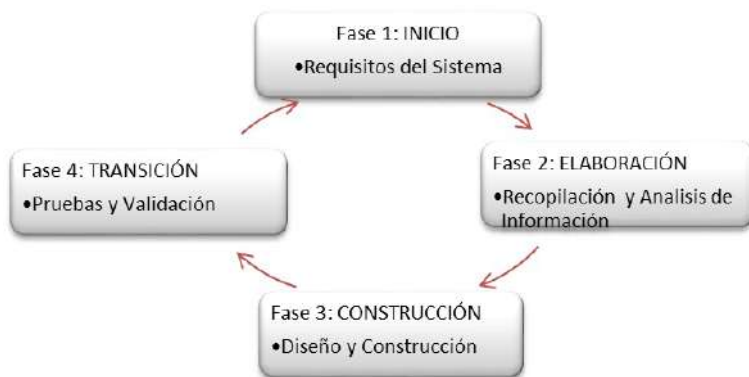 Fase 1: INICIO
•Requisitos del Sistema
Fase 2: ELABORACIÓN
•Recopilación y Analisis de
Información
Fase 3: CONSTRUCCIÓN
•Diseño y Construcción
Fase 4: TRANSICIÓN
•Pruebas y Validación